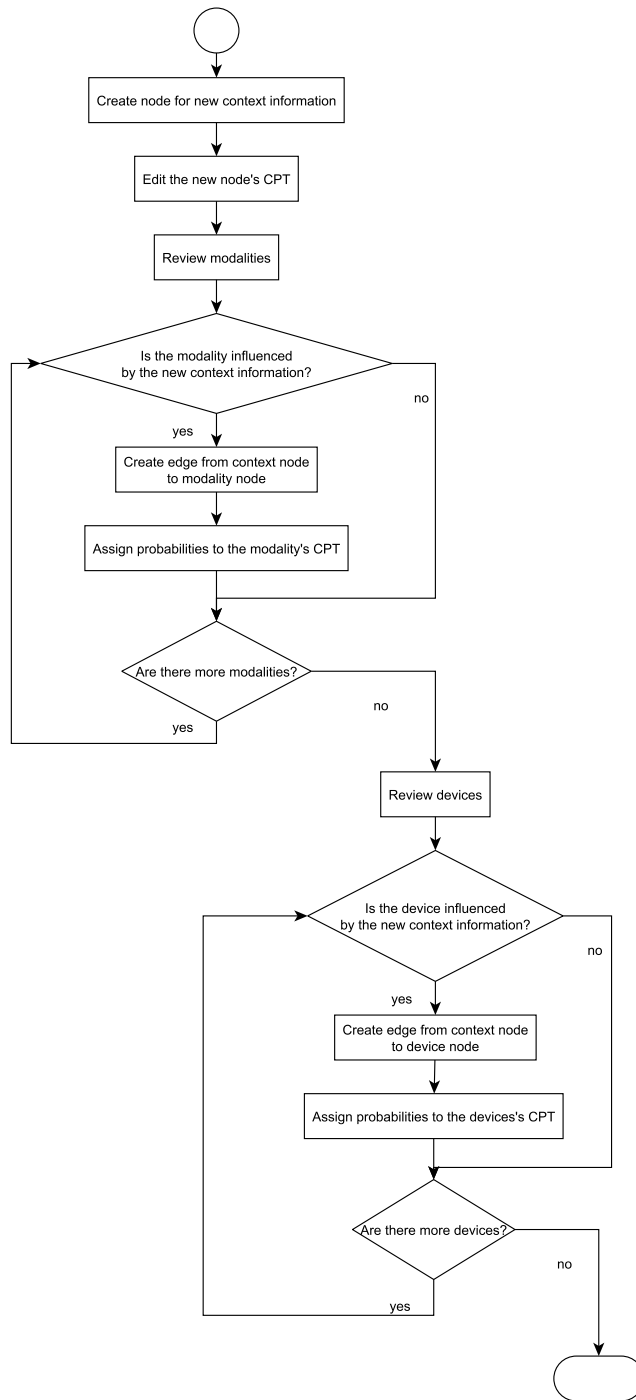 Create node for new context information
Edit the new node's CPT
Review modalities
Is the modality influenced
by the new context information?
no
yes
Create edge from context node
to modality node
Assign probabilities to the modality's CPT
Are there more modalities?
no
yes
Review devices
Is the device influenced
by the new context information?
no
yes
Create edge from context node
to device node
Assign probabilities to the devices's CPT
Are there more devices?
no
yes